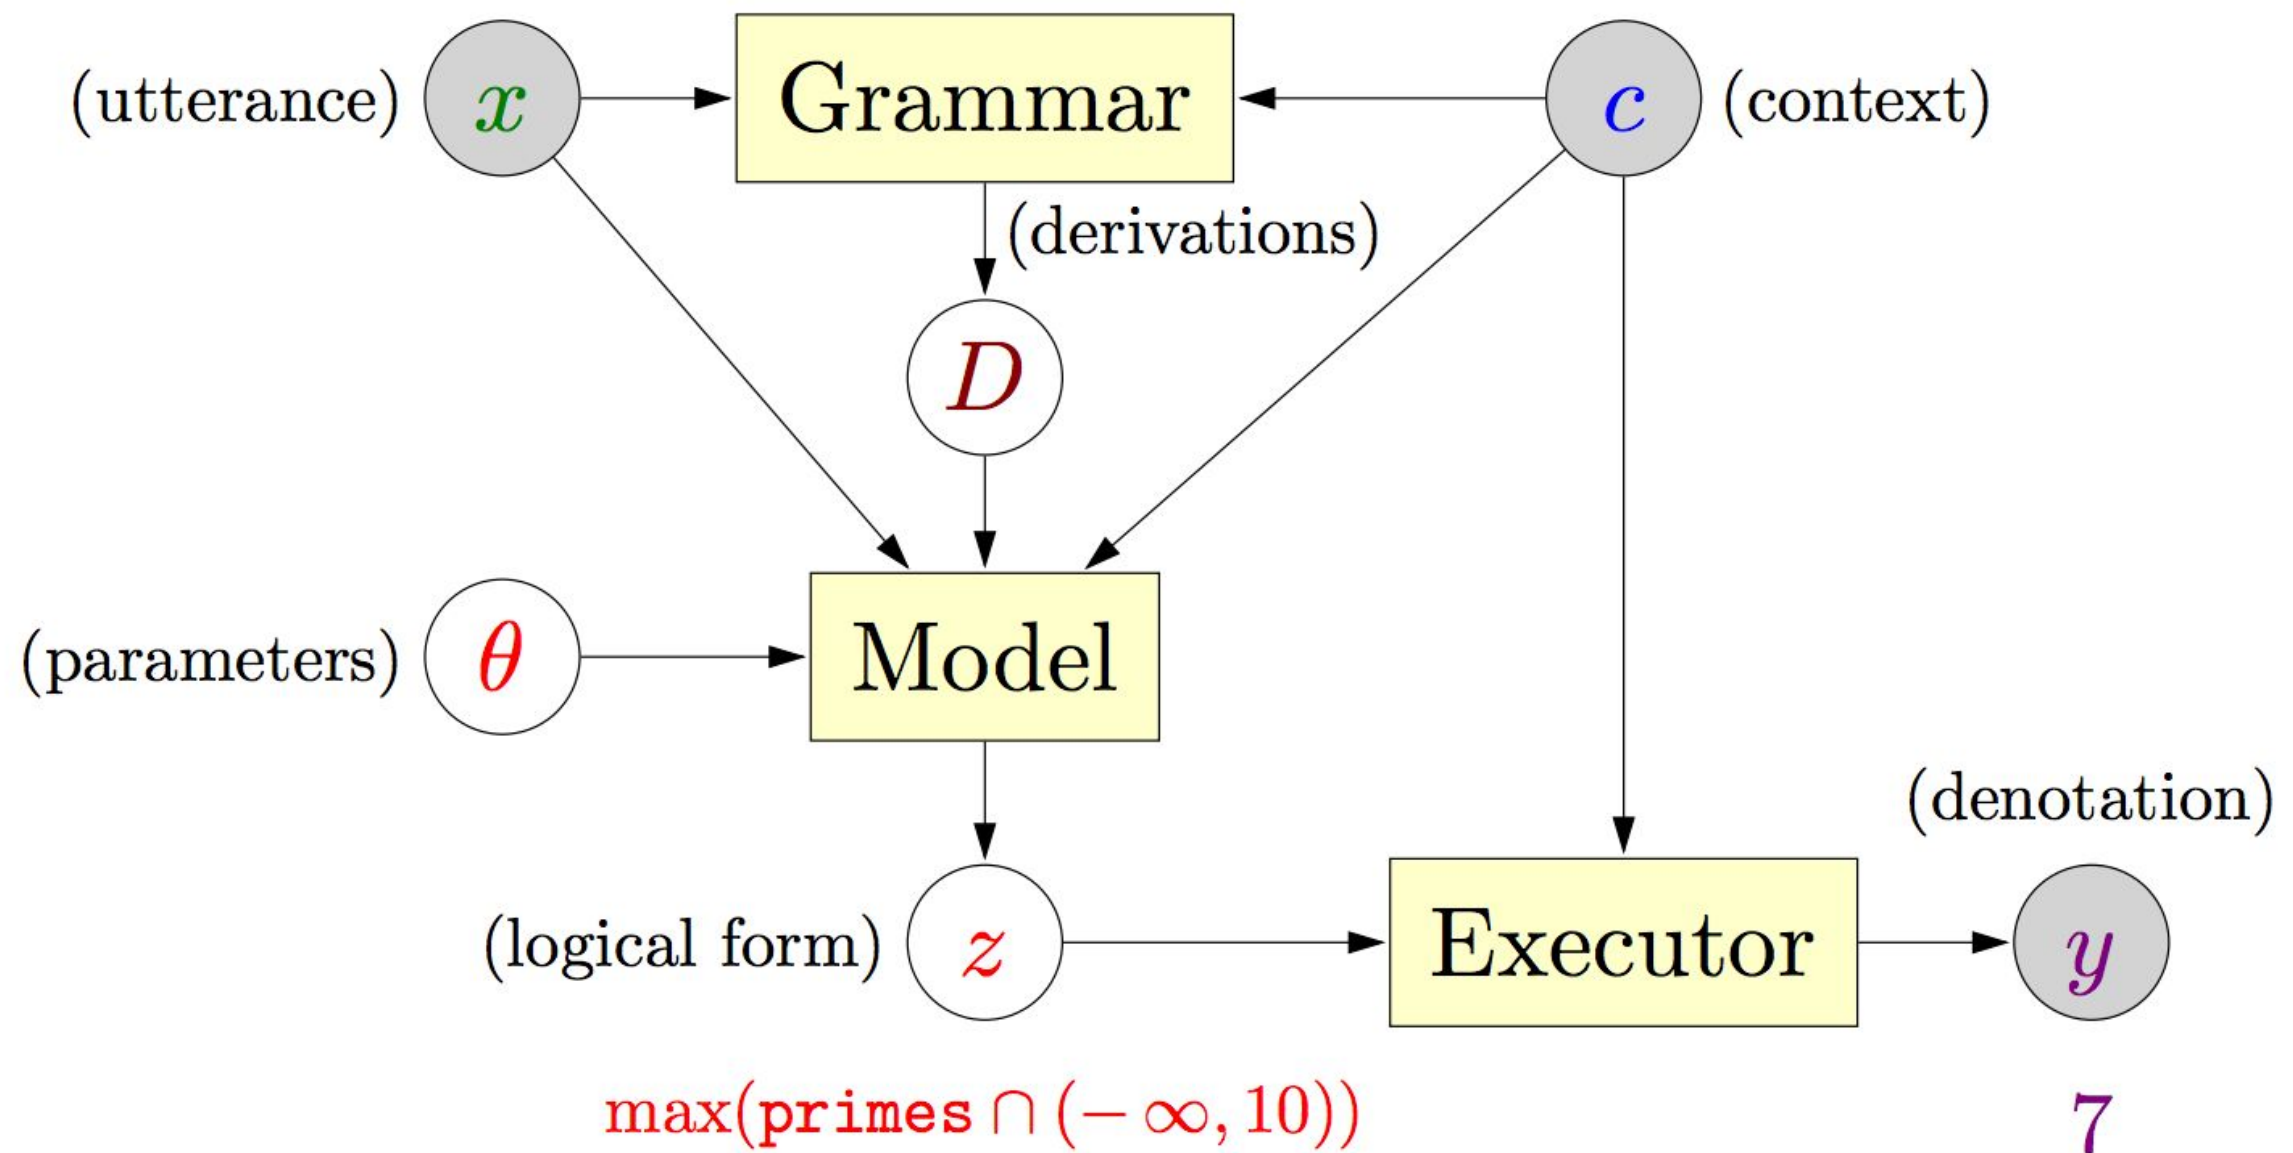 (utterance) x Grammar c (context)
(derivations)
D
(parameters) θ Model
(denotation)
(logical form) z Executor y
max(primes ∩ (−∞, 10)) 7